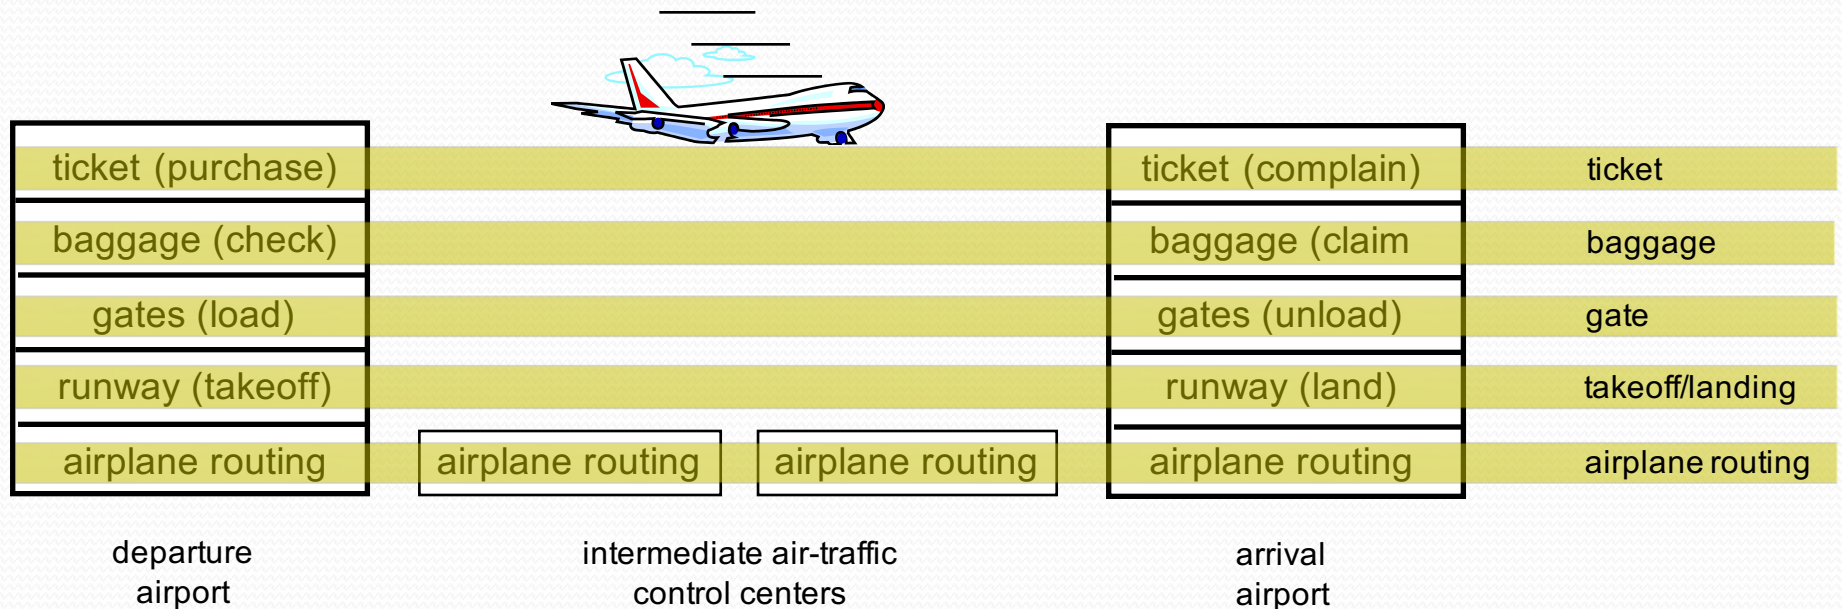 ticket (purchase) ticket (complain) ticket
baggage (check) baggage (claim baggage
gates (load) gates (unload) gate
runway (takeoff) runway (land) takeoff/landing
airplane routing airplane routing airplane routing airplane routing airplane routing
departure intermediate air-traffic arrival
airport control centers airport